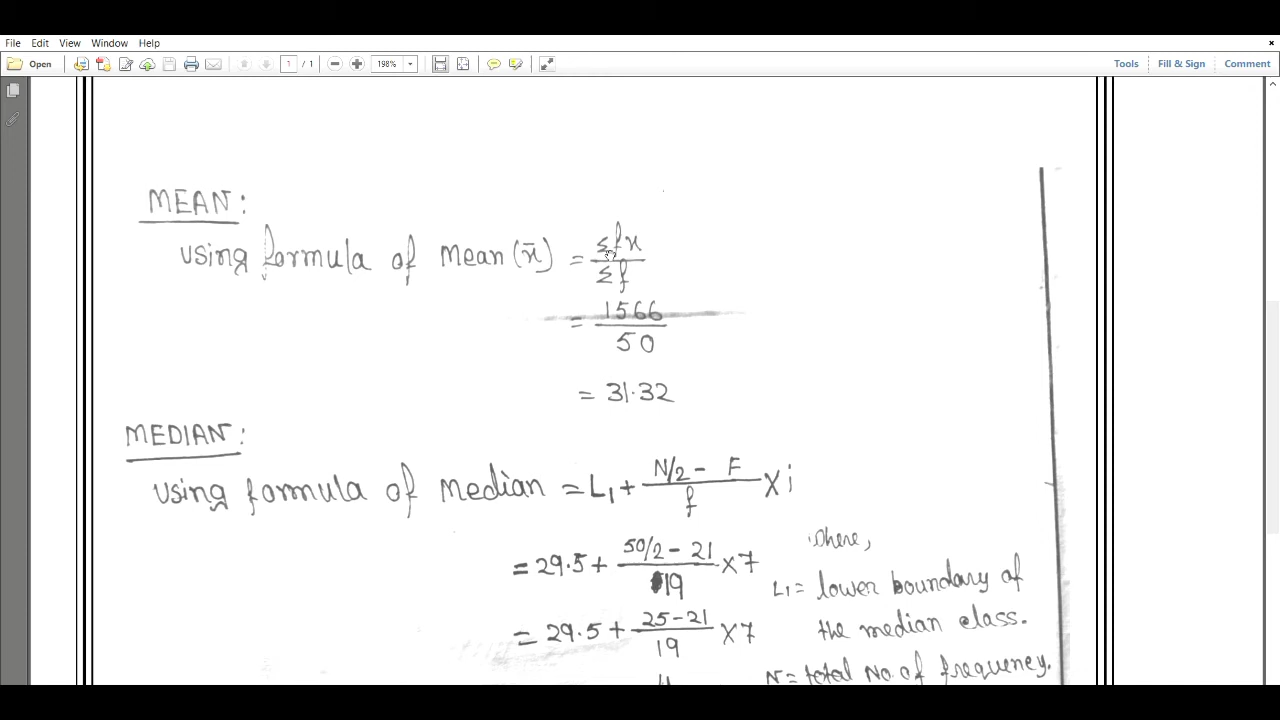 File Edit View Window Help ×
Open 1 / 1 198% Tools Fill & Sign Comment
MEAN:
using formula of mean (x̄) = Σfx / Σf
= 1566 / 50
= 31.32
MEDIAN:
Using formula of median = L₁ + N/2 - F / f × i
= 29.5 + 50/2 - 21 / 19 × 7
where,
L₁ = lower boundary of
= 29.5 + 25 - 21 / 19 × 7
the median class.
N = total No. of frequency.